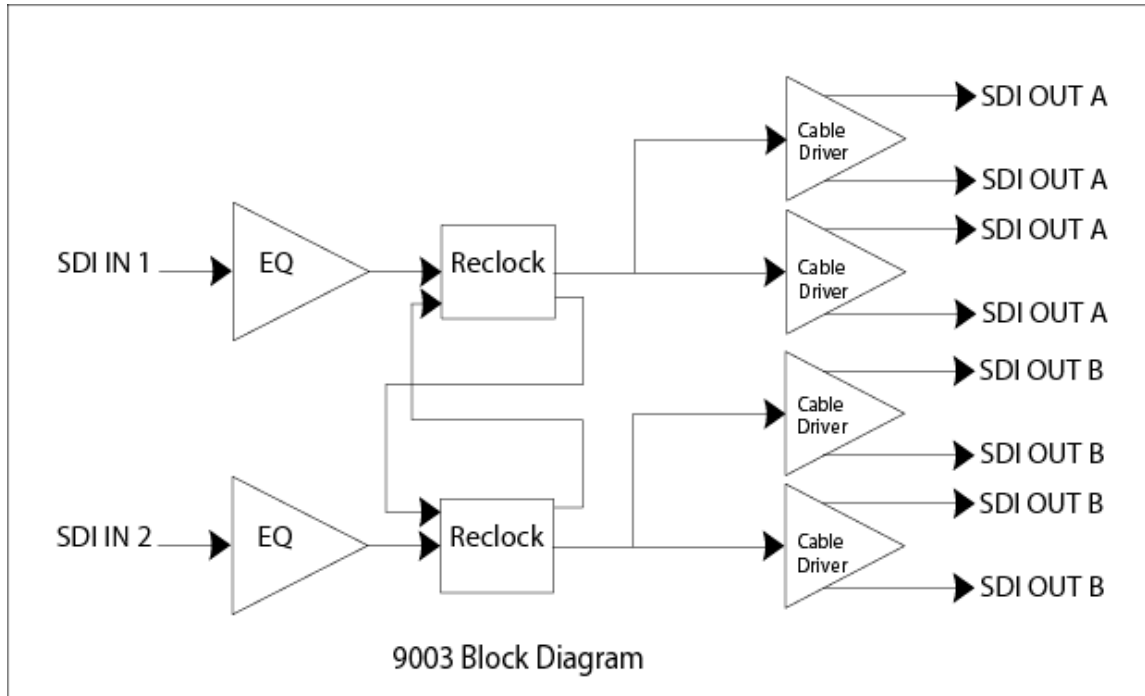 SDI OUT A
Cable
Driver
SDI OUT A
SDI OUT A
SDI IN 1
EQ
Reclock
Cable
Driver
SDI OUT A
SDI OUT B
Cable
Driver
SDI OUT B
SDI OUT B
SDI IN 2
EQ
Reclock
Cable
Driver
SDI OUT B
9003 Block Diagram